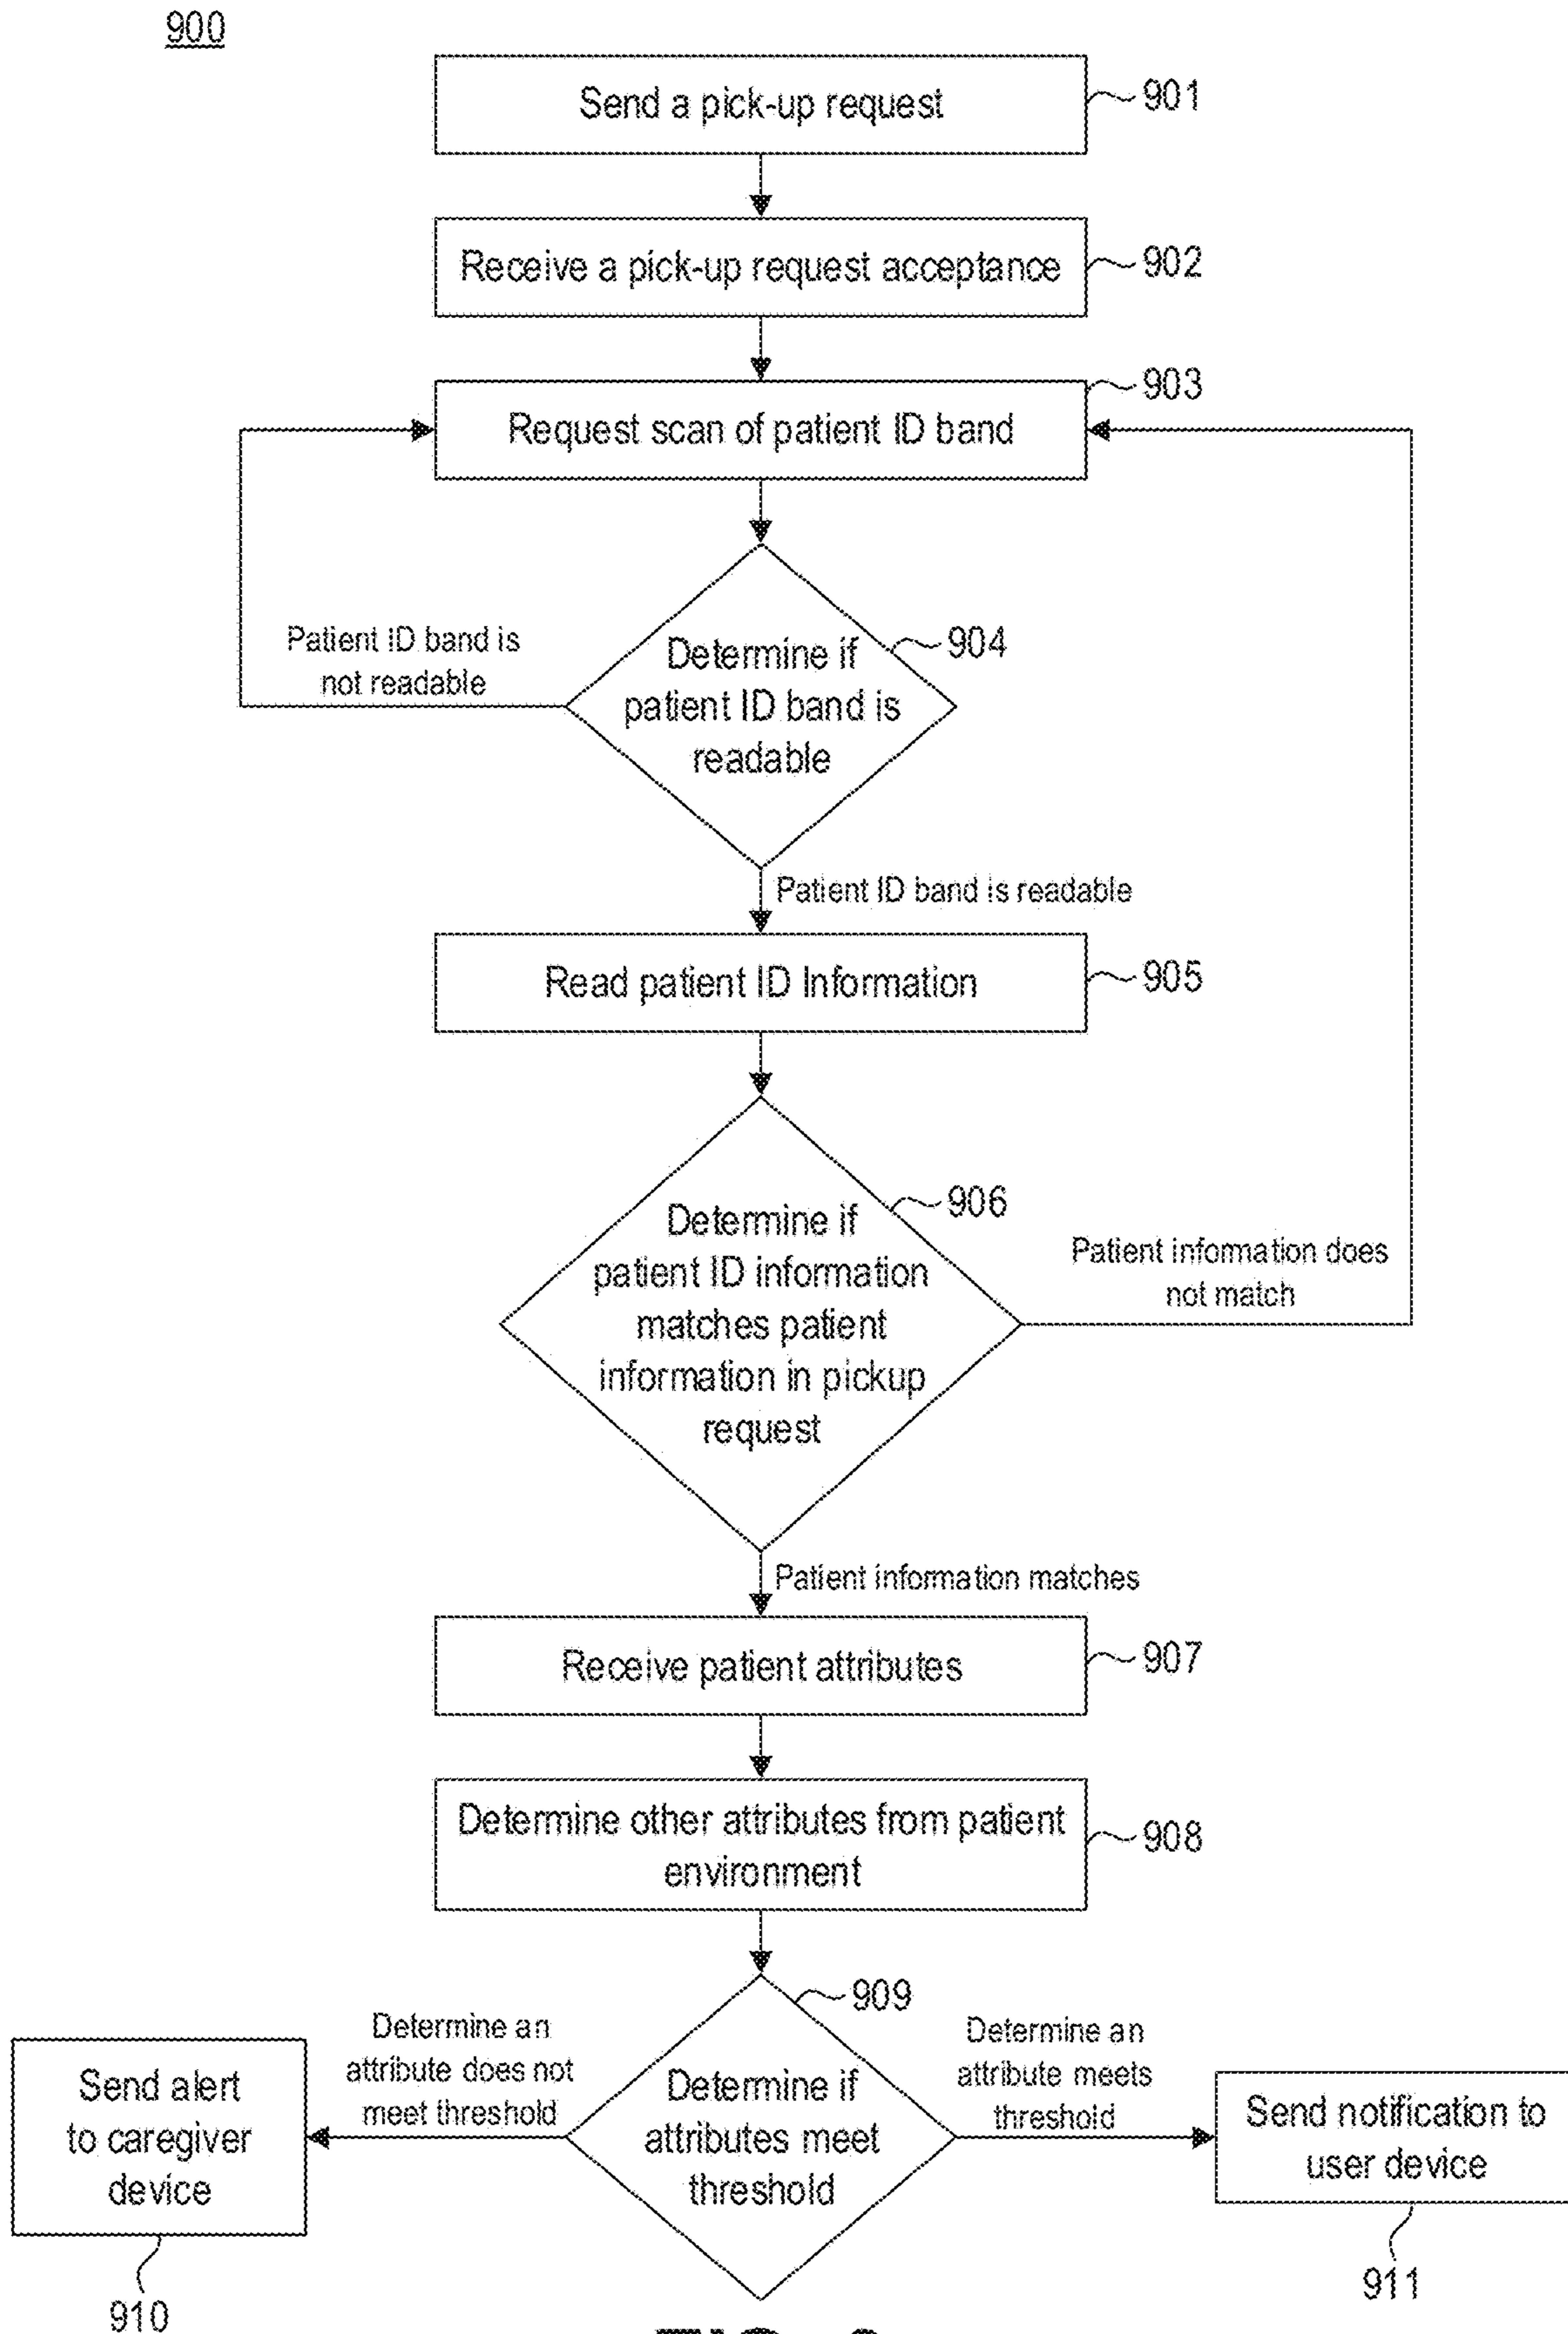 900
Send a pick-up request
901
Receive a pick-up request acceptance
902
903
Request scan of patient ID band
Patient ID band is
not readable
904
Determine if
patient ID band is
readable
Patient ID band is readable
Read patient ID Information
905
906
Determine if
patient ID information
matches patient
information in pickup
request
Patient information does
not match
Patient information matches
Receive patient attributes
907
Determine other attributes from patient
environment
908
909
Determine an
attribute does not
meet threshold
Determine an
attribute meets
threshold
Send alert
to caregiver
device
Determine if
attributes meet
threshold
Send notification to
user device
910
911